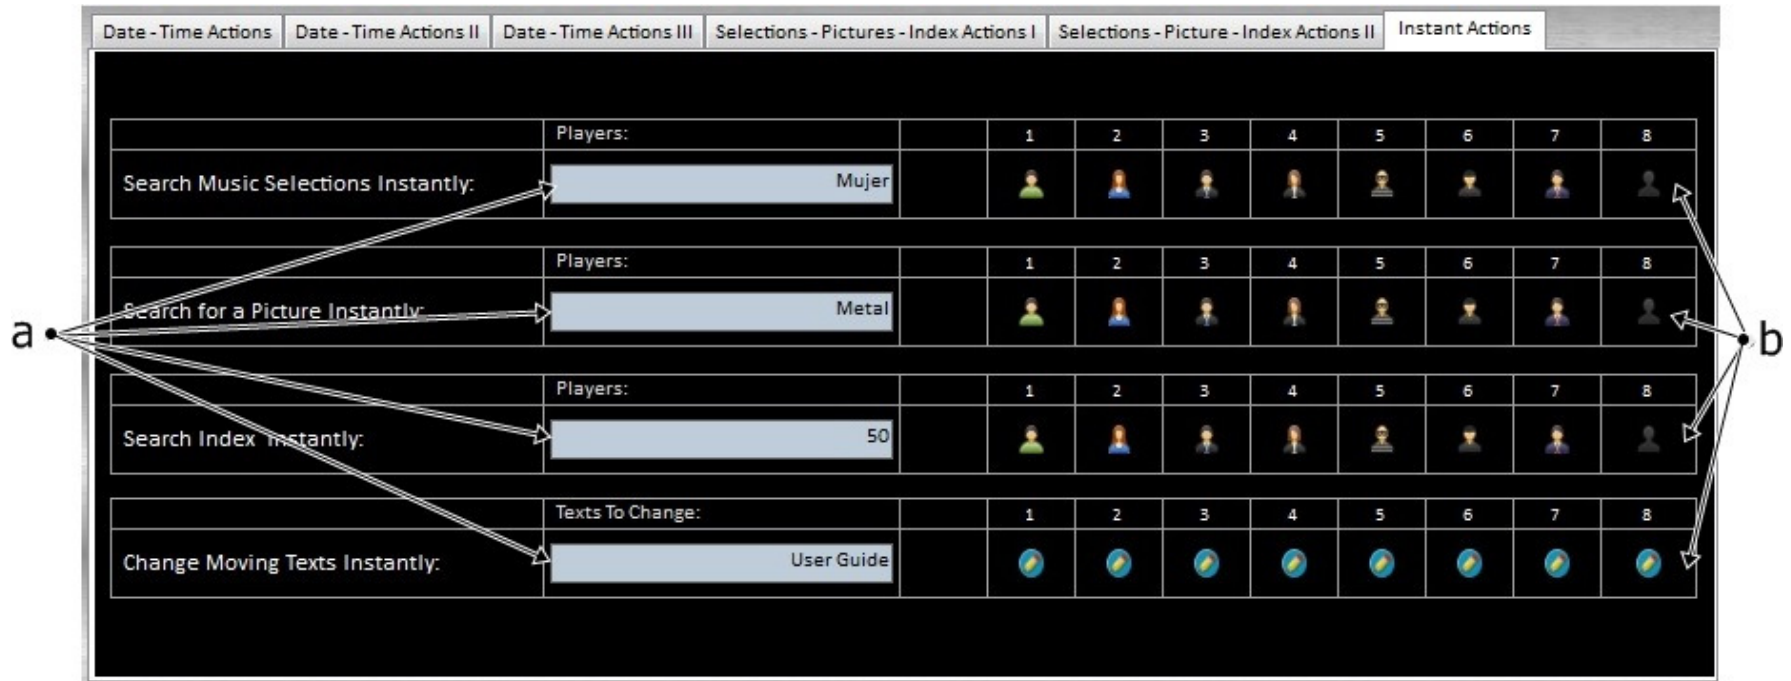 Date - Time Actions Date - Time Actions II Date - Time Actions III Selections - Pictures - Index Actions I Selections - Picture - Index Actions II Instant Actions
Players: 1 2 3 4 5 6 7 8
Search Music Selections Instantly: Mujer
Players: 1 2 3 4 5 6 7 8
Search for a Picture Instantly: Metal
a b
Players: 1 2 3 4 5 6 7 8
Search Index Instantly: 50
Texts To Change: 1 2 3 4 5 6 7 8
Change Moving Texts Instantly: User Guide